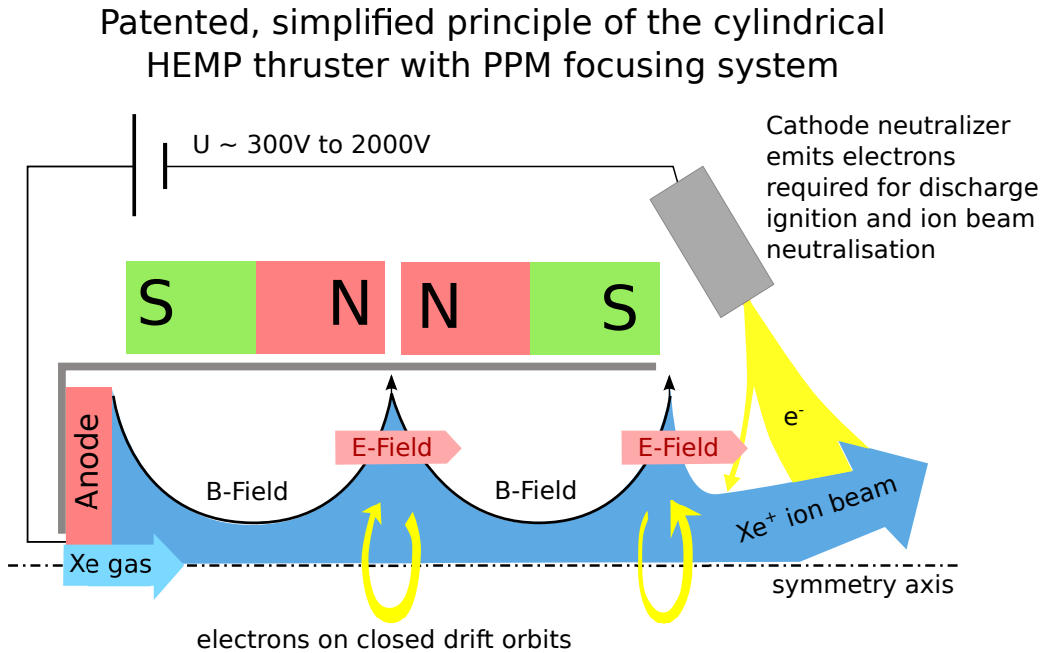 Patented, simplified principle of the cylindrical
HEMP thruster with PPM focusing system
U ~ 300V to 2000V
Cathode neutralizer
emits electrons
required for discharge
ignition and ion beam
neutralisation
S N N S
Anode
E-Field E-Field
e-
B-Field B-Field
Xe+ ion beam
Xe gas
symmetry axis
electrons on closed drift orbits